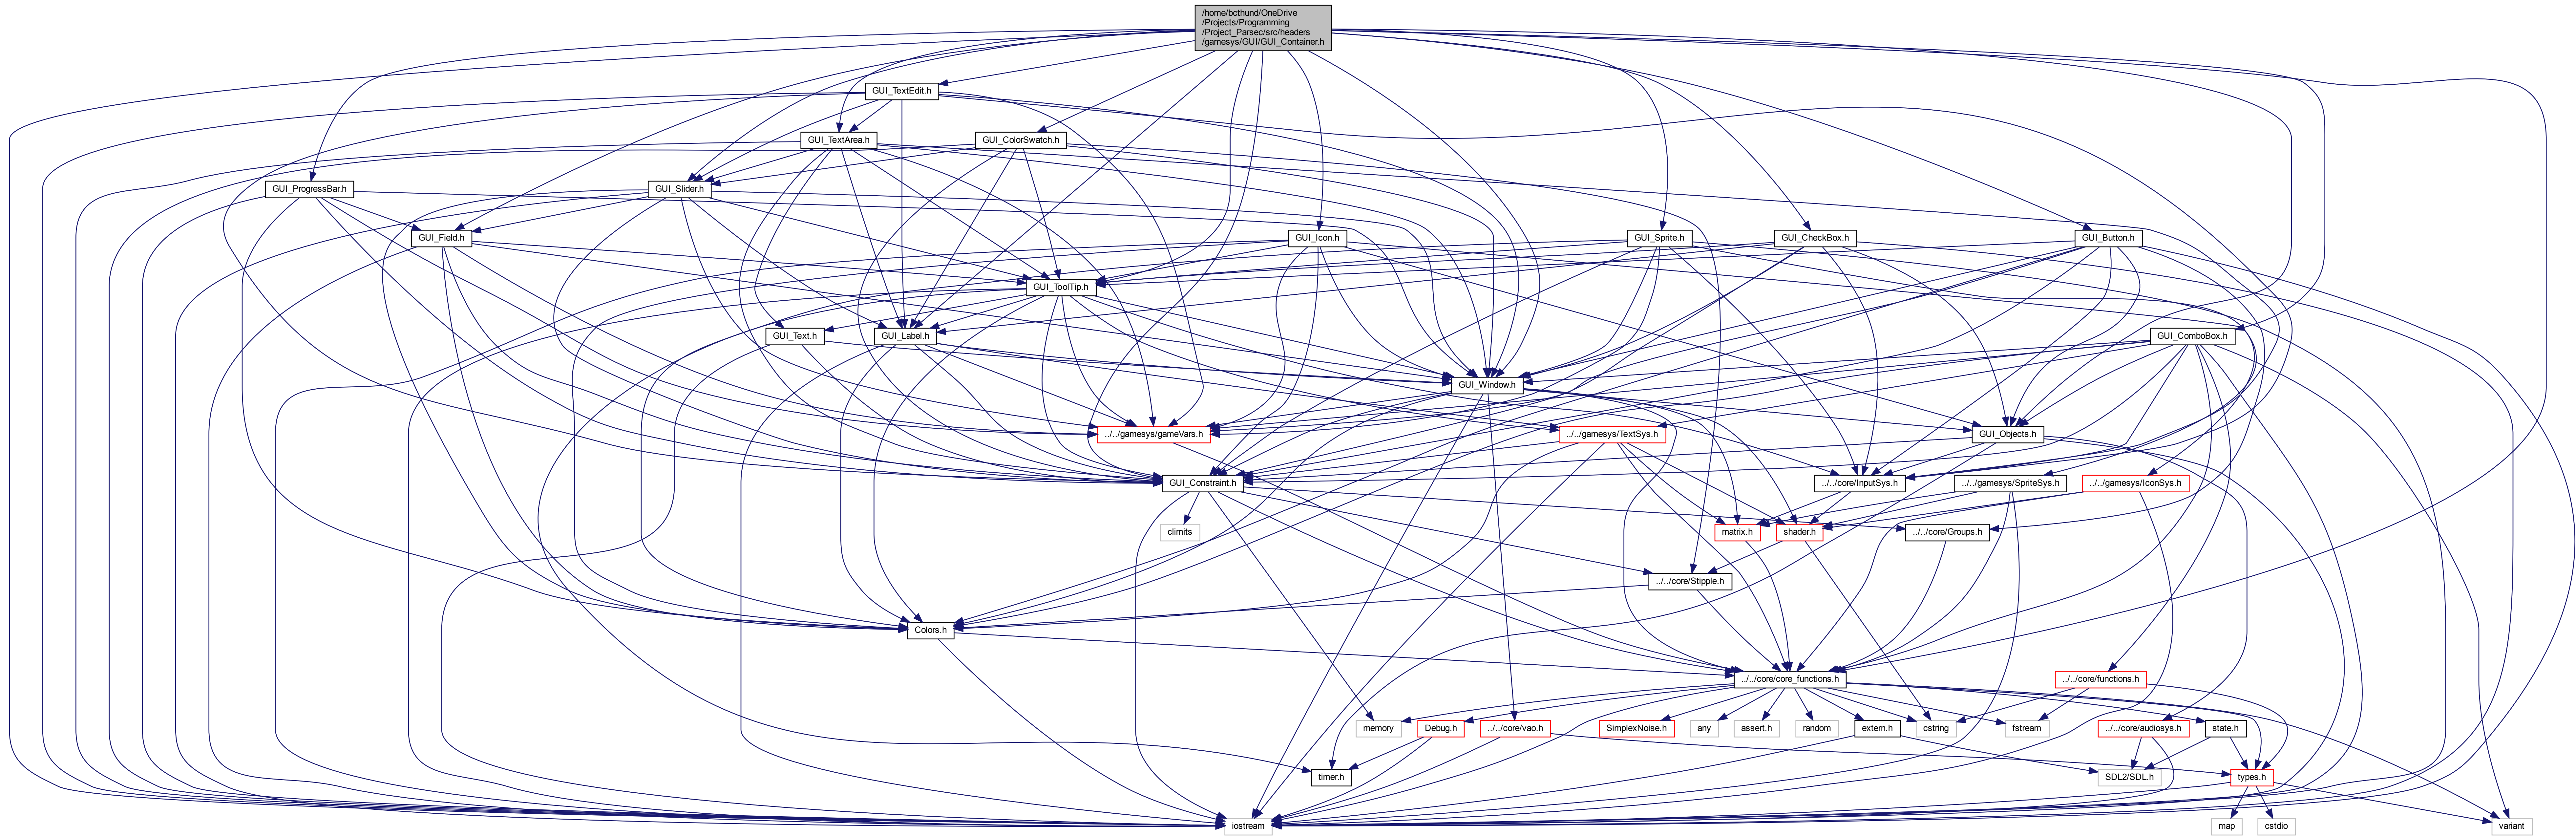 /home/bcthund/OneDrive
/Projects/Programming
/Project_Parsec/src/headers
/gamesys/GUI/GUI_Container.h
GUI_TextEdit.h
GUI_TextArea.h
GUI_ColorSwatch.h
GUI_ProgressBar.h
GUI_Slider.h
GUI_Field.h
GUI_Icon.h
GUI_Sprite.h
GUI_CheckBox.h
GUI_Button.h
GUI_ToolTip.h
GUI_Text.h
GUI_Label.h
GUI_ComboBox.h
GUI_Window.h
../../gamesys/gameVars.h
../../gamesys/TextSys.h
GUI_Objects.h
GUI_Constraint.h
../../core/InputSys.h
../../gamesys/SpriteSys.h
../../gamesys/IconSys.h
climits
matrix.h
shader.h
../../core/Groups.h
../../core/Stipple.h
Colors.h
../../core/core_functions.h
../../core/functions.h
memory
Debug.h
../../core/vao.h
SimplexNoise.h
any
assert.h
random
extern.h
cstring
fstream
../../core/audiosys.h
state.h
timer.h
SDL2/SDL.h
types.h
iostream
map
cstdio
variant